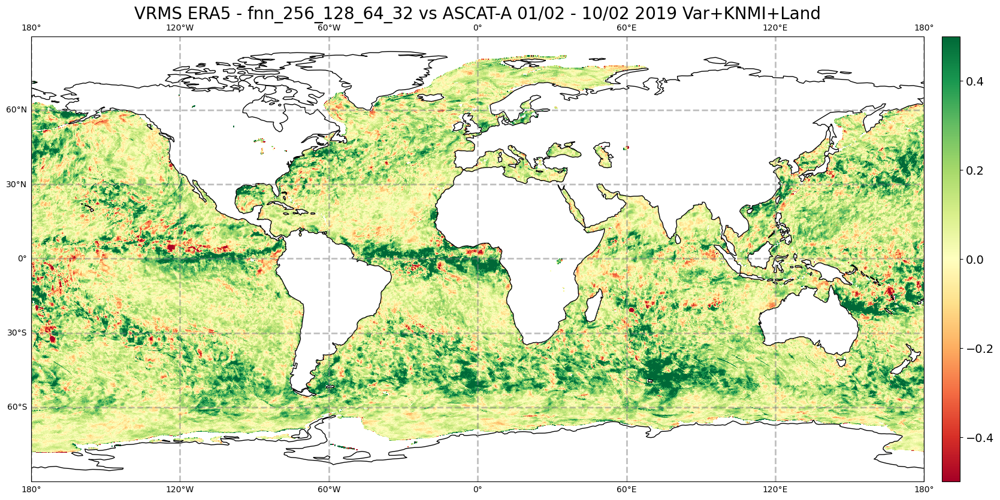 VRMS ERA5 - fnn_256_128_64_32 vs ASCAT-A 01/02 - 10/02 2019 Var+KNMI+Land
180° 120°W 60°W 0° 60°E 120°E 180°
60°N
30°N
0°
30°S
60°S
180° 120°W 60°W 0° 60°E 120°E 180°
0.4
0.2
0.0
−0.2
−0.4